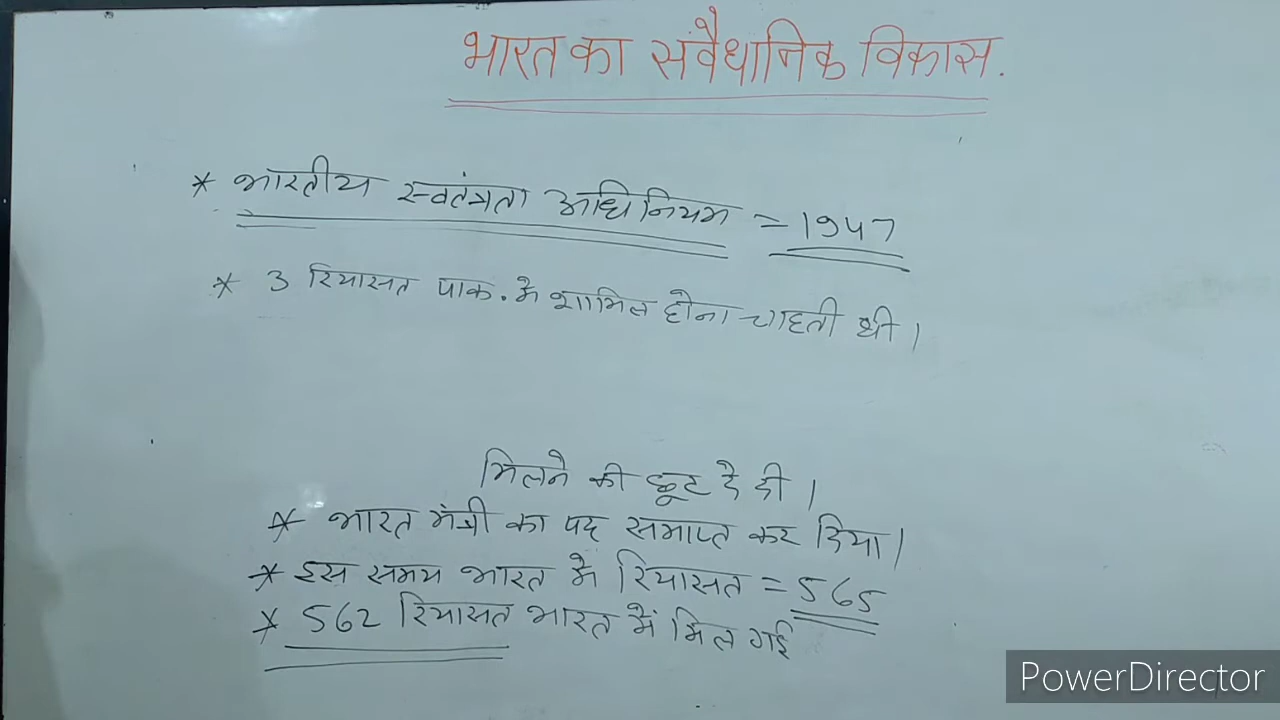 भारत का संवैधानिक विकास.
* भारतीय स्वतंत्रता अधिनियम = 1947
* 3 रियासत पाक. मे शामिल होना चाहती थी।
मिलने की छूट दे दी।
* भारत मंत्री का पद समाप्त कर दिया।
* इस समय भारत मे रियासत = 565
* 562 रियासत भारत मैं मिल गई
PowerDirector